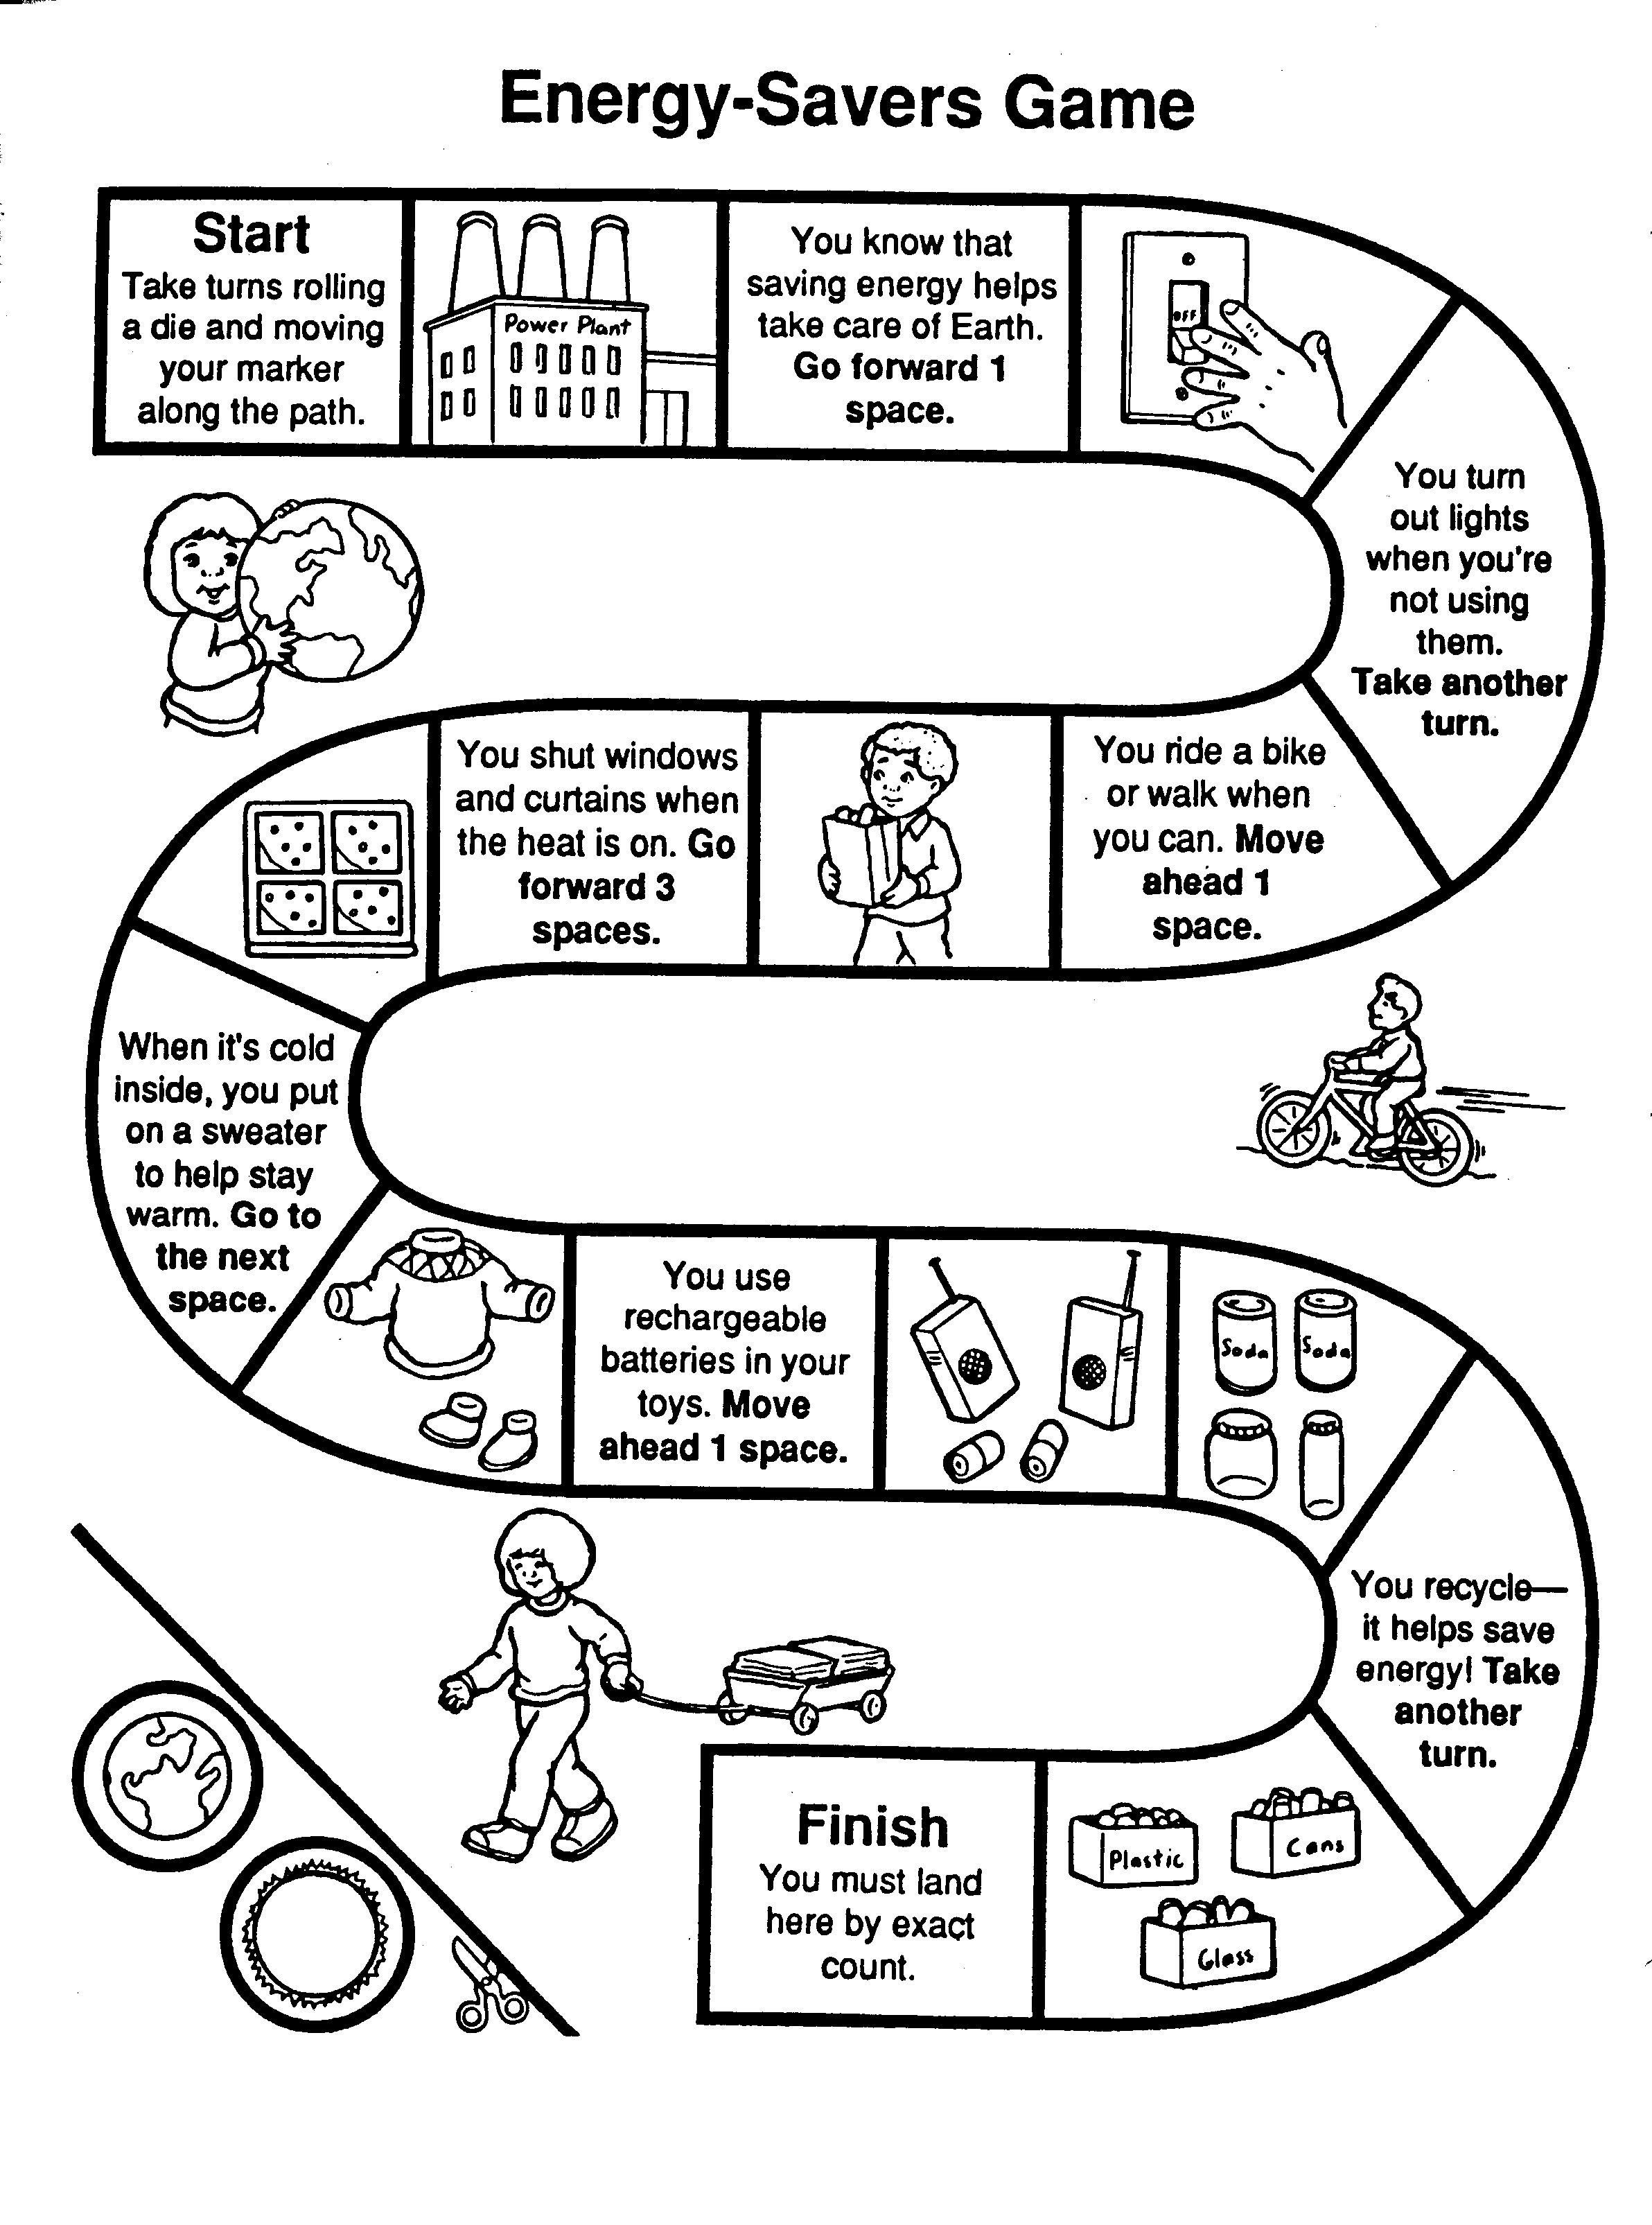 Energy-Savers Game
Start
Take turns rolling
a die and moving
your marker
along the path.
Power Plant
You know that
saving energy helps
take care of Earth.
Go forward 1
space.
OFF
You turn
out lights
when you're
not using
them.
Take another
turn.
You ride a bike
or walk when
you can. Move
ahead 1
space.
You shut windows
and curtains when
the heat is on. Go
forward 3
spaces.
When it's cold
inside, you put
on a sweater
to help stay
warm. Go to
the next
space.
You use
rechargeable
batteries in your
toys. Move
ahead 1 space.
Soda
Soda
You recycle—
it helps save
energy! Take
another
turn.
Plastic
Cans
Glass
Finish
You must land
here by exact
count.